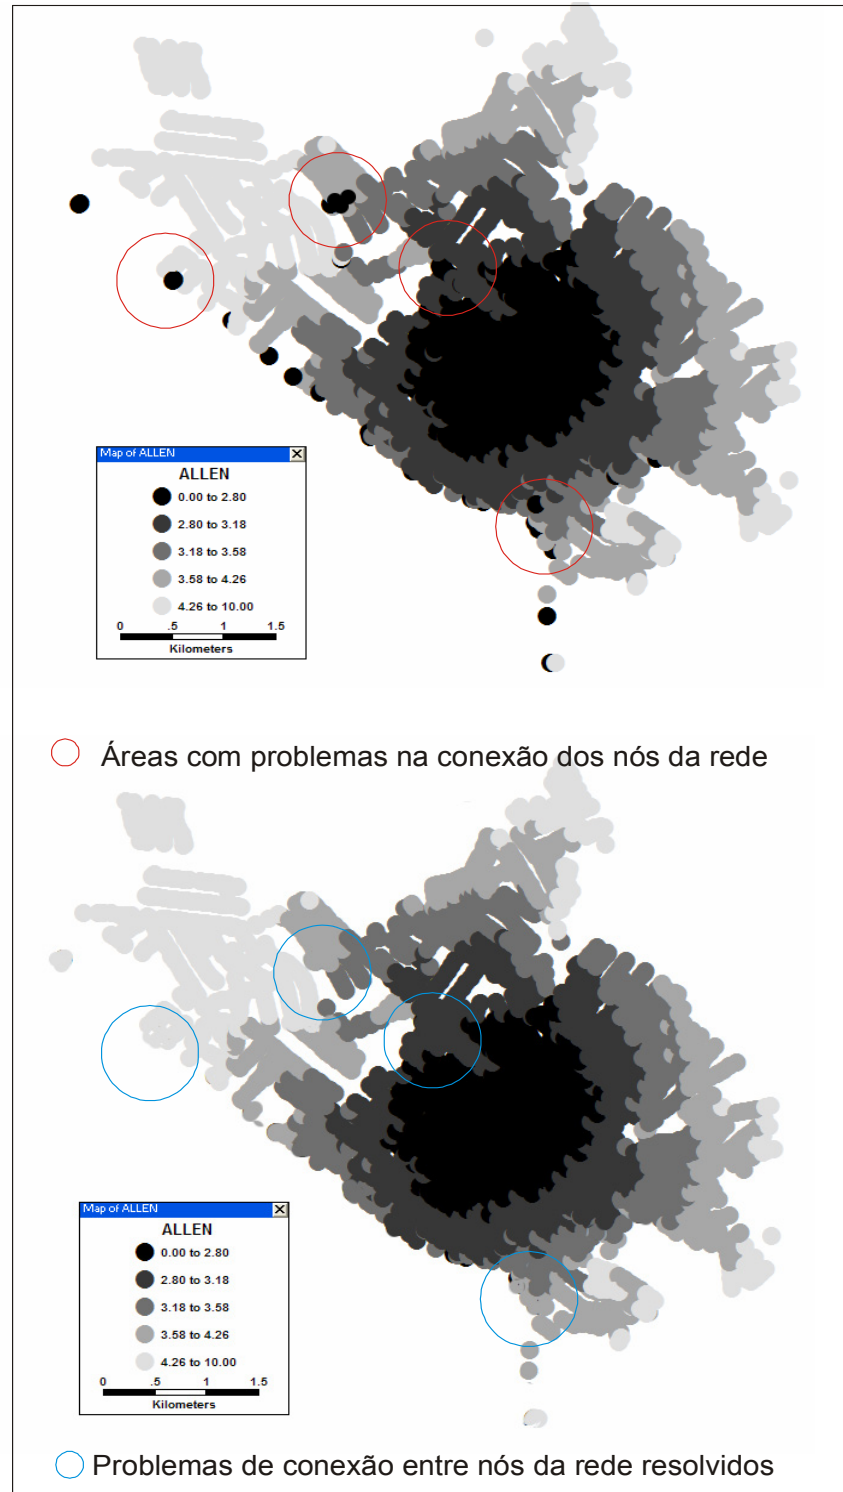 Map of ALLEN
ALLEN
0.00 to 2.80
2.80 to 3.18
3.18 to 3.58
3.58 to 4.26
4.26 to 10.00
0 .5 1 1.5
Kilometers
Áreas com problemas na conexão dos nós da rede
Map of ALLEN
ALLEN
0.00 to 2.80
2.80 to 3.18
3.18 to 3.58
3.58 to 4.26
4.26 to 10.00
0 .5 1 1.5
Kilometers
Problemas de conexão entre nós da rede resolvidos